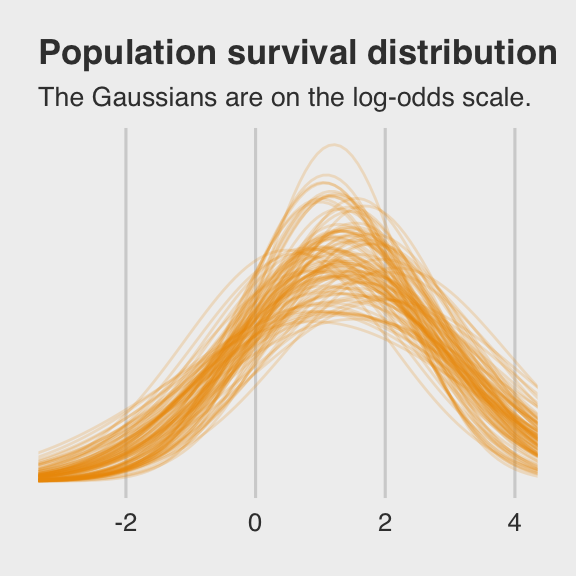 Population survival distribution
The Gaussians are on the log-odds scale.
-2 0 2 4